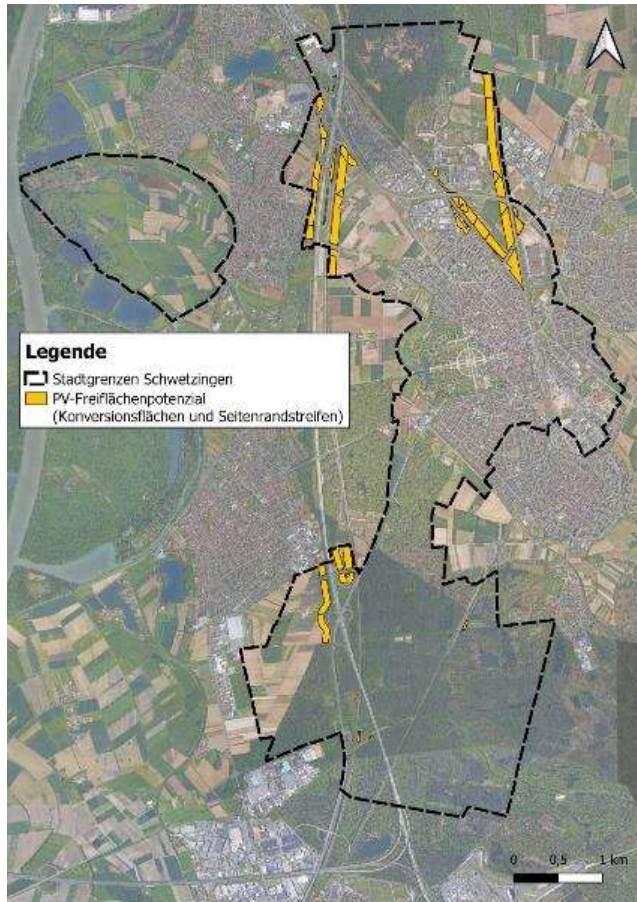 Legende
Stadtgrenzen Schwetzingen
PV-Freiflächenpotenzial
(Konversionsflächen und Seitenrandstreifen)
0 0,5 1 km